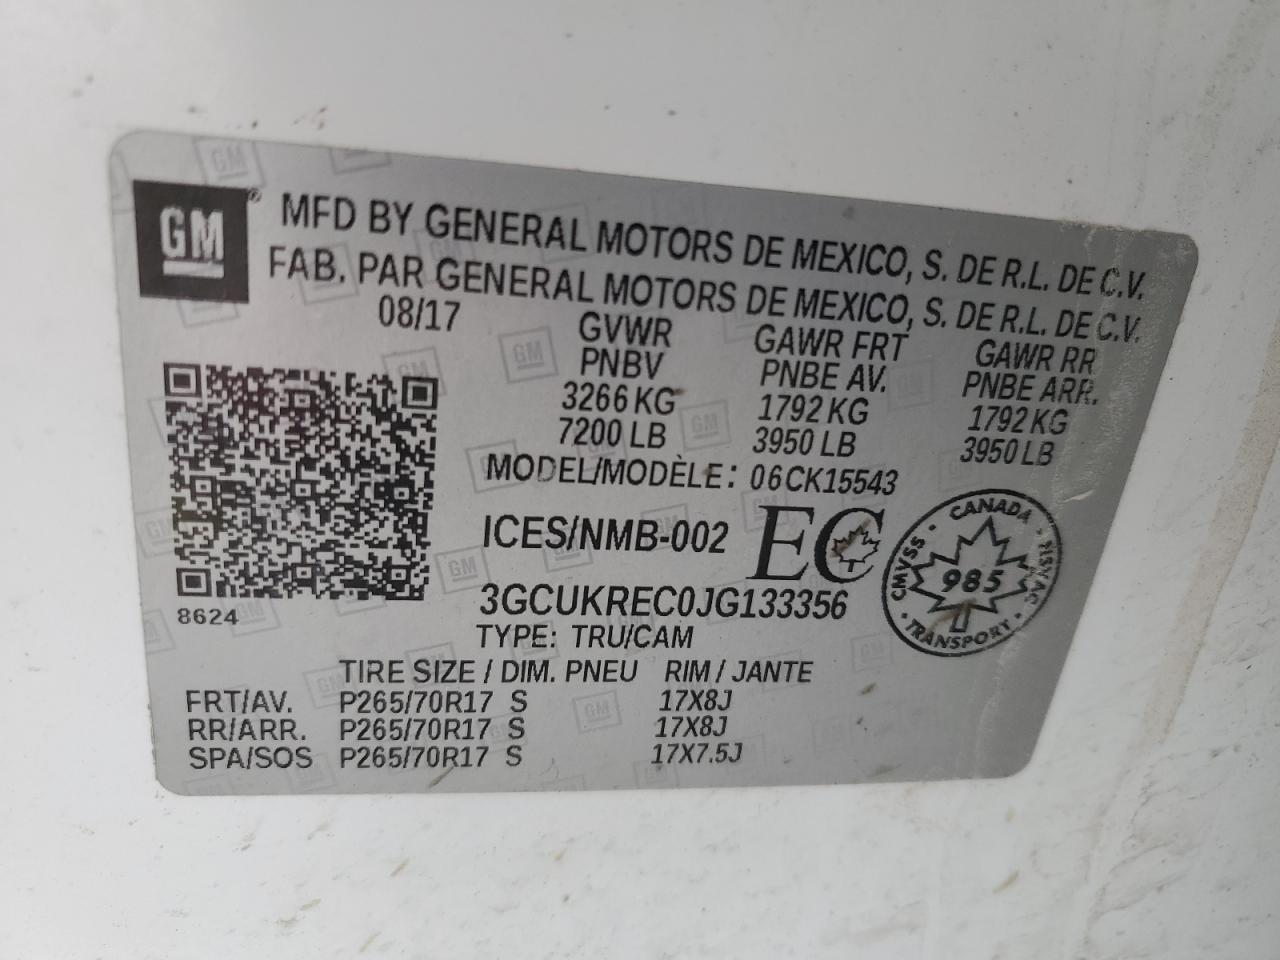 GM® MFD BY GENERAL MOTORS DE MEXICO, S. DE R.L. DE C.V.
FAB. PAR GENERAL MOTORS DE MEXICO, S. DE R.L. DE C.V.
08/17 GVWR GAWR FRT GAWR RR
PNBV PNBE AV. PNBE ARR.
3266 KG 1792 KG 1792 KG
7200 LB 3950 LB 3950 LB
MODEL/MODÈLE: 06CK15543
ICES/NMB-002 EC
CANADA
CMVSS 985 NSVAC
TRANSPORT
3GCUKREC0JG133356
8624
TYPE: TRU/CAM
TIRE SIZE / DIM. PNEU RIM / JANTE
FRT/AV. P265/70R17 S 17X8J
RR/ARR. P265/70R17 S 17X8J
SPA/SOS P265/70R17 S 17X7.5J